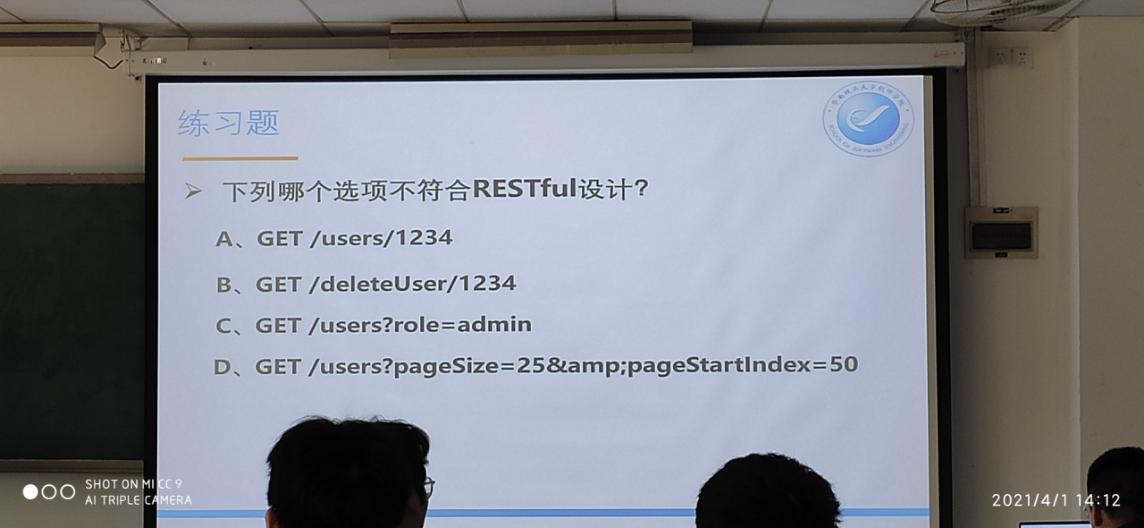 练习题
下列哪个选项不符合RESTful设计?
A、GET /users/1234
B、GET /deleteUser/1234
C、GET /users?role=admin
D、GET /users?pageSize=25&amp;pageStartIndex=50
SHOT ON MI CC 9
AI TRIPLE CAMERA
2021/4/1 14:12